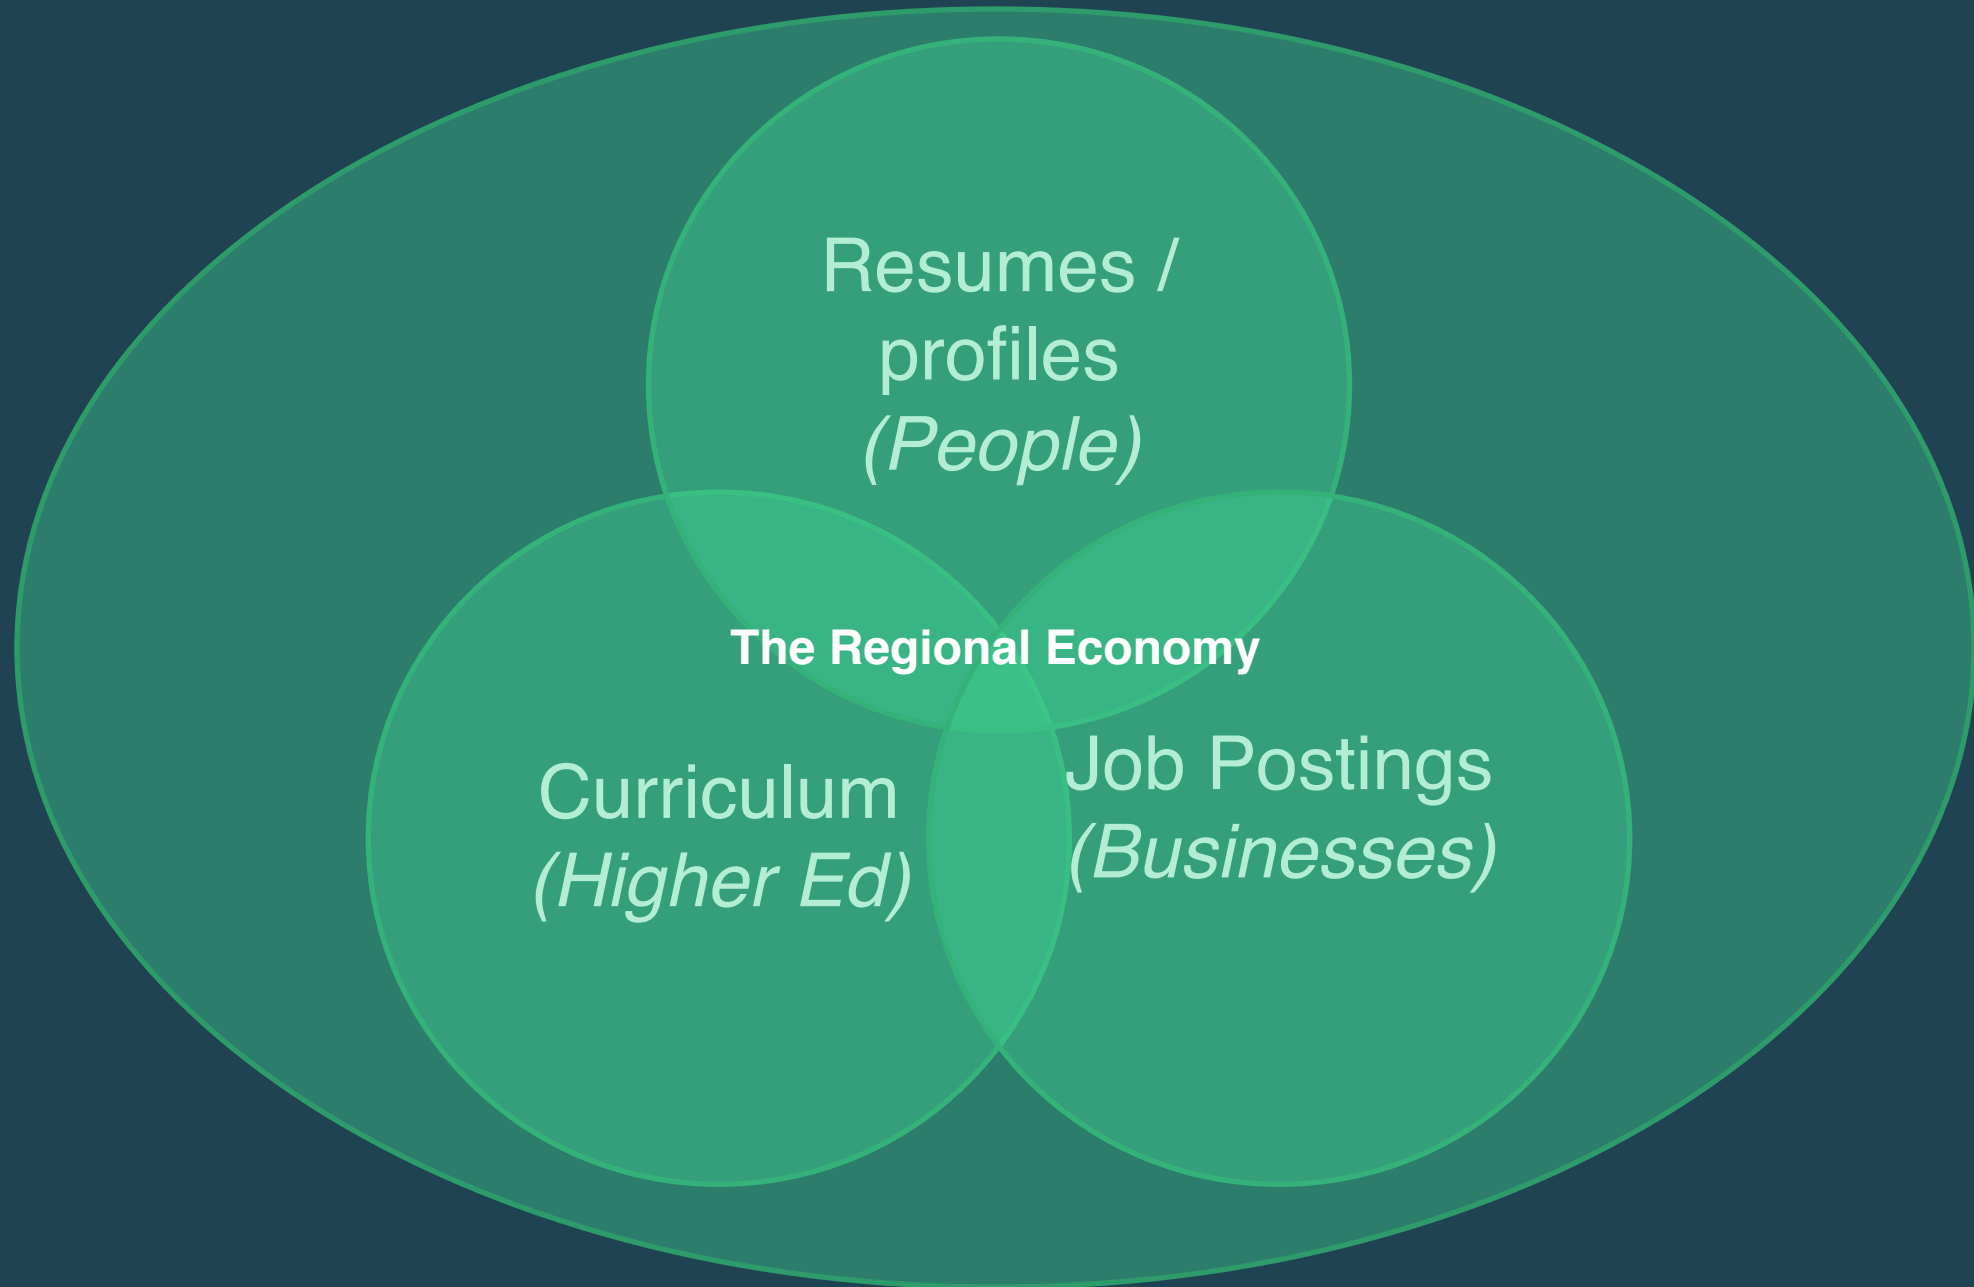 Resumes /
profiles
(People)
The Regional Economy
Curriculum
(Higher Ed)
Job Postings
(Businesses)